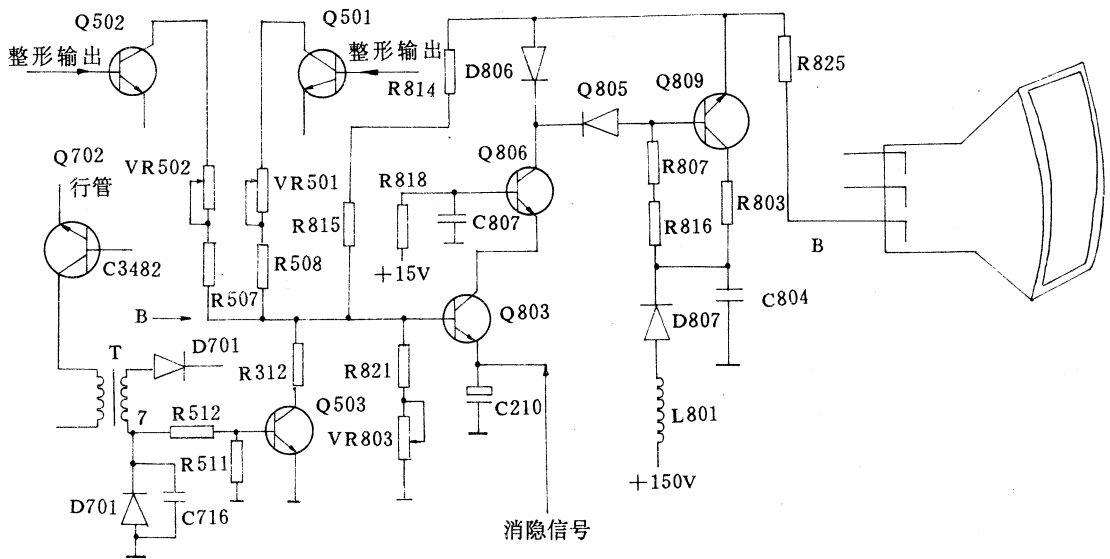 Q502
Q501
整形输出
整形输出
R814
D806
Q805
Q809
R825
Q702
行管
VR502
VR501
R818
Q806
R807
R815
C807
R816
R803
C3482
R508
+15V
B
R507
B
Q803
C804
T
D701
D807
R312
R821
7
R512
Q503
C210
L801
VR803
R511
+150V
D701
C716
消隐信号